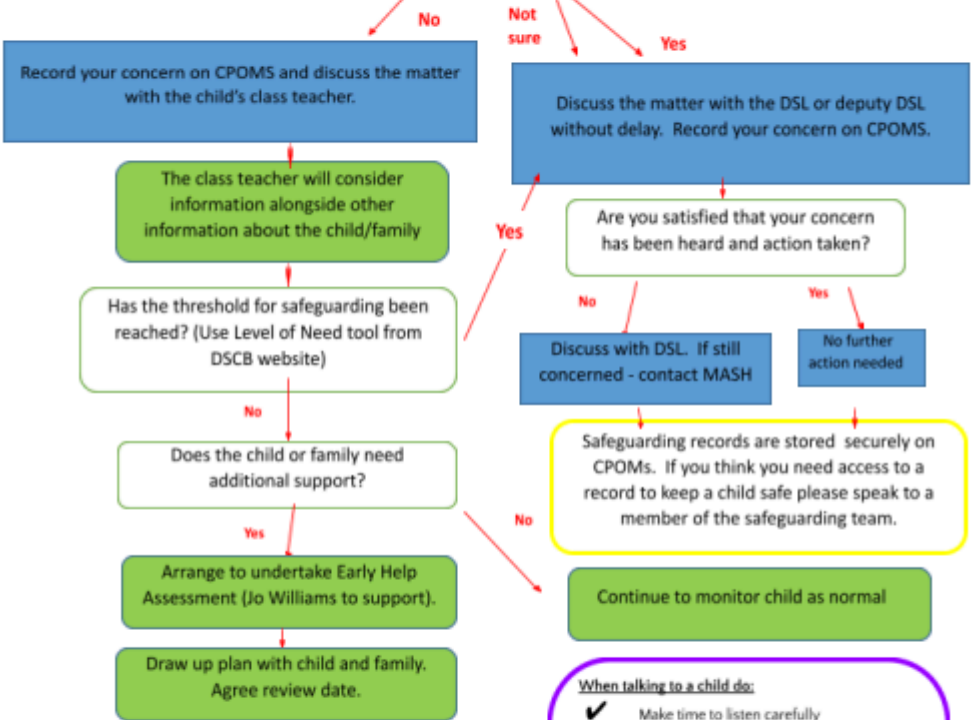 No
Not
sure
Yes
Record your concern on CPOMS and discuss the matter
with the child's class teacher.
Discuss the matter with the DSL or deputy DSL
without delay.  Record your concern on CPOMS.
The class teacher will consider
information alongside other
information about the child/family
Yes
Are you satisfied that your concern
has been heard and action taken?
Has the threshold for safeguarding been
reached? (Use Level of Need tool from
DSCB website)
No
Yes
Discuss with DSL.  If still
concerned - contact MASH
No further
action needed
No
Does the child or family need
additional support?
Safeguarding records are stored  securely on
CPOMs.  If you think you need access to a
record to keep a child safe please speak to a
member of the safeguarding team.
Yes
No
Arrange to undertake Early Help
Assessment (Jo Williams to support).
Continue to monitor child as normal
Draw up plan with child and family.
Agree review date.
When talking to a child do:
✔ Make time to listen carefully